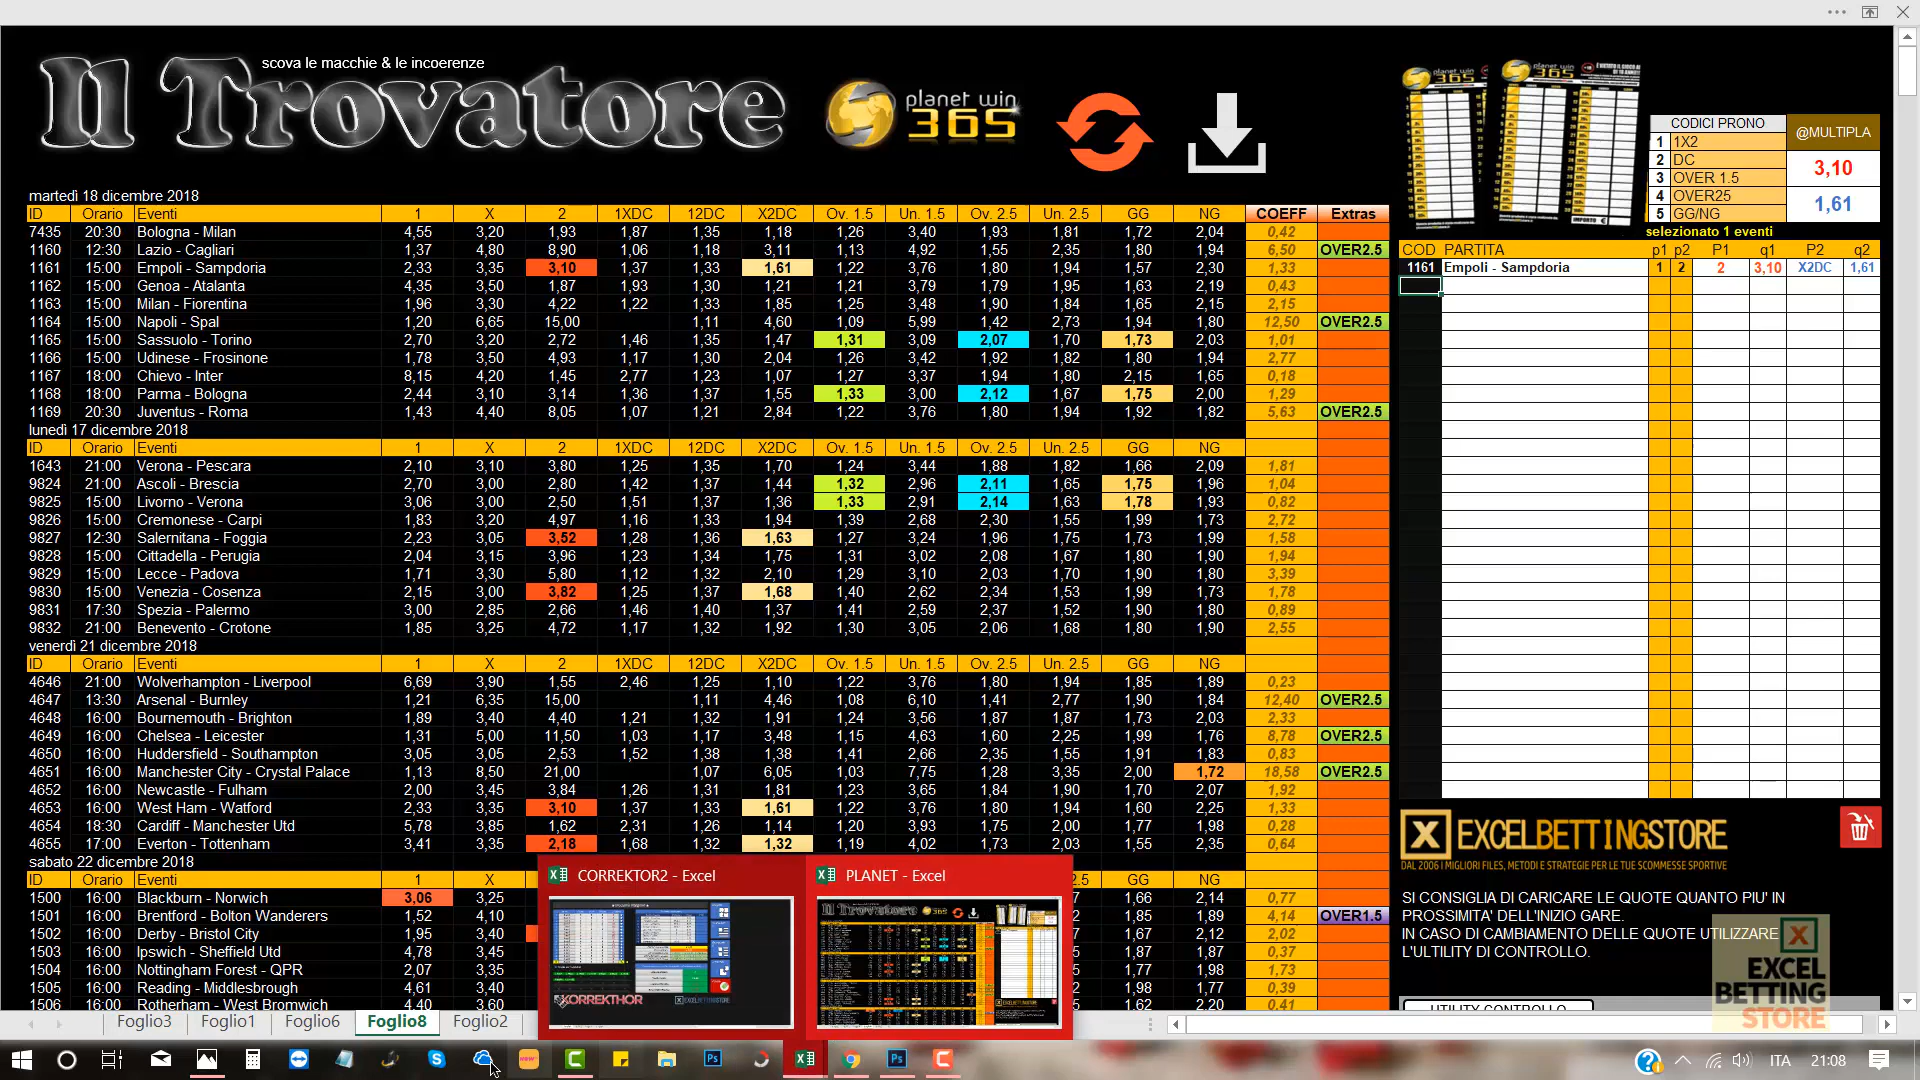 scova le macchie & le incoerenze
Il Trovatore
planet win
365
CODICI PRONO @MULTIPLA
1 1X2
2 DC 3,10
3 OVER 1.5
4 OVER25 1,61
5 GG/NG
selezionato 1 eventi
COD PARTITA p1 p2 P1 q1 P2 q2
1161 Empoli - Sampdoria 1 2 2 3,10 X2DC 1,61
martedì 18 dicembre 2018
ID Orario Eventi 1 X 2 1XDC 12DC X2DC Ov. 1.5 Un. 1.5 Ov. 2.5 Un. 2.5 GG NG COEFF Extras
7435 20:30 Bologna - Milan 4,55 3,20 1,93 1,87 1,35 1,18 1,26 3,40 1,93 1,81 1,72 2,04 0,42
1160 12:30 Lazio - Cagliari 1,37 4,80 8,90 1,06 1,18 3,11 1,13 4,92 1,55 2,35 1,80 1,94 6,50 OVER2.5
1161 15:00 Empoli - Sampdoria 2,33 3,35 3,10 1,37 1,33 1,61 1,22 3,76 1,80 1,94 1,57 2,30 1,33
1162 15:00 Genoa - Atalanta 4,35 3,50 1,87 1,93 1,30 1,21 1,21 3,79 1,79 1,95 1,63 2,19 0,43
1163 15:00 Milan - Fiorentina 1,96 3,30 4,22 1,22 1,33 1,85 1,25 3,48 1,90 1,84 1,65 2,15 2,15
1164 15:00 Napoli - Spal 1,20 6,65 15,00 1,11 4,60 1,09 5,99 1,42 2,73 1,94 1,80 12,50 OVER2.5
1165 15:00 Sassuolo - Torino 2,70 3,20 2,72 1,46 1,35 1,47 1,31 3,09 2,07 1,70 1,73 2,03 1,01
1166 15:00 Udinese - Frosinone 1,78 3,50 4,93 1,17 1,30 2,04 1,26 3,42 1,92 1,82 1,80 1,94 2,77
1167 18:00 Chievo - Inter 8,15 4,20 1,45 2,77 1,23 1,07 1,27 3,37 1,94 1,80 2,15 1,65 0,18
1168 18:00 Parma - Bologna 2,44 3,10 3,14 1,36 1,37 1,55 1,33 3,00 2,12 1,67 1,75 2,00 1,29
1169 20:30 Juventus - Roma 1,43 4,40 8,05 1,07 1,21 2,84 1,22 3,76 1,80 1,94 1,92 1,82 5,63 OVER2.5
lunedì 17 dicembre 2018
ID Orario Eventi 1 X 2 1XDC 12DC X2DC Ov. 1.5 Un. 1.5 Ov. 2.5 Un. 2.5 GG NG
1643 21:00 Verona - Pescara 2,10 3,10 3,80 1,25 1,35 1,70 1,24 3,44 1,88 1,82 1,66 2,09 1,81
9824 21:00 Ascoli - Brescia 2,70 3,00 2,80 1,42 1,37 1,44 1,32 2,96 2,11 1,65 1,75 1,96 1,04
9825 15:00 Livorno - Verona 3,06 3,00 2,50 1,51 1,37 1,36 1,33 2,91 2,14 1,63 1,78 1,93 0,82
9826 15:00 Cremonese - Carpi 1,83 3,20 4,97 1,16 1,33 1,94 1,39 2,68 2,30 1,55 1,99 1,73 2,72
9827 12:30 Salernitana - Foggia 2,23 3,05 3,52 1,28 1,36 1,63 1,27 3,24 1,96 1,75 1,73 1,99 1,58
9828 15:00 Cittadella - Perugia 2,04 3,15 3,96 1,23 1,34 1,75 1,31 3,02 2,08 1,67 1,80 1,90 1,94
9829 15:00 Lecce - Padova 1,71 3,30 5,80 1,12 1,32 2,10 1,29 3,10 2,03 1,70 1,90 1,80 3,39
9830 15:00 Venezia - Cosenza 2,15 3,00 3,82 1,25 1,37 1,68 1,40 2,62 2,34 1,53 1,99 1,73 1,78
9831 17:30 Spezia - Palermo 3,00 2,85 2,66 1,46 1,40 1,37 1,41 2,59 2,37 1,52 1,90 1,80 0,89
9832 21:00 Benevento - Crotone 1,85 3,25 4,72 1,17 1,32 1,92 1,30 3,05 2,06 1,68 1,80 1,90 2,55
venerdì 21 dicembre 2018
ID Orario Eventi 1 X 2 1XDC 12DC X2DC Ov. 1.5 Un. 1.5 Ov. 2.5 Un. 2.5 GG NG
4646 21:00 Wolverhampton - Liverpool 6,69 3,90 1,55 2,46 1,25 1,10 1,22 3,76 1,80 1,94 1,85 1,89 0,23
4647 13:30 Arsenal - Burnley 1,21 6,35 15,00 1,11 4,46 1,08 6,10 1,41 2,77 1,90 1,84 12,40 OVER2.5
4648 16:00 Bournemouth - Brighton 1,89 3,40 4,40 1,21 1,32 1,91 1,24 3,56 1,87 1,87 1,73 2,03 2,33
4649 16:00 Chelsea - Leicester 1,31 5,00 11,50 1,03 1,17 3,48 1,15 4,63 1,60 2,25 1,99 1,76 8,78 OVER2.5
4650 16:00 Huddersfield - Southampton 3,05 3,05 2,53 1,52 1,38 1,38 1,41 2,66 2,35 1,55 1,91 1,83 0,83
4651 16:00 Manchester City - Crystal Palace 1,13 8,50 21,00 1,07 6,05 1,03 7,75 1,28 3,35 2,00 1,72 18,58 OVER2.5
4652 16:00 Newcastle - Fulham 2,00 3,45 3,84 1,26 1,31 1,81 1,23 3,65 1,84 1,90 1,70 2,07 1,92
4653 16:00 West Ham - Watford 2,33 3,35 3,10 1,37 1,33 1,61 1,22 3,76 1,80 1,94 1,60 2,25 1,33
4654 18:30 Cardiff - Manchester Utd 5,78 3,85 1,62 2,31 1,26 1,14 1,20 3,93 1,75 2,00 1,77 1,98 0,28
4655 17:00 Everton - Tottenham 3,41 3,35 2,18 1,68 1,32 1,32 1,19 4,02 1,73 2,03 1,55 2,35 0,64
sabato 22 dicembre 2018
ID Orario Eventi 1 X 2.5 GG NG
1500 16:00 Blackburn - Norwich 3,06 3,25 1,66 2,14 0,77
1501 16:00 Brentford - Bolton Wanderers 1,52 4,10 1,85 1,89 4,14 OVER1.5
1502 16:00 Derby - Bristol City 1,95 3,40 1,67 2,12 2,02
1503 16:00 Ipswich - Sheffield Utd 4,78 3,45 1,77 1,98 0,37
1504 16:00 Nottingham Forest - QPR 2,07 3,35 1,87 1,87 1,73
1505 16:00 Reading - Middlesbrough 4,61 3,40 1,98 1,77 0,39
1506 16:00 Rotherham - West Bromwich 4,40 3,60 1,62 2,20 0,41
CORREKTOR2 - Excel
PLANET - Excel
KORREKTHOR
Il Trovatore
EXCELBETTINGSTORE
DAL 2006 I MIGLIORI FILES, METODI E STRATEGIE PER LE TUE SCOMMESSE SPORTIVE
SI CONSIGLIA DI CARICARE LE QUOTE QUANTO PIU' IN
PROSSIMITA' DELL'INIZIO GARE.
IN CASO DI CAMBIAMENTO DELLE QUOTE UTILIZZARE
L'ULTILITY DI CONTROLLO.
UTILITY CONTROLLO
EXCEL
BETTING
STORE
Foglio3 Foglio1 Foglio6 Foglio8 Foglio2
ITA 21:08